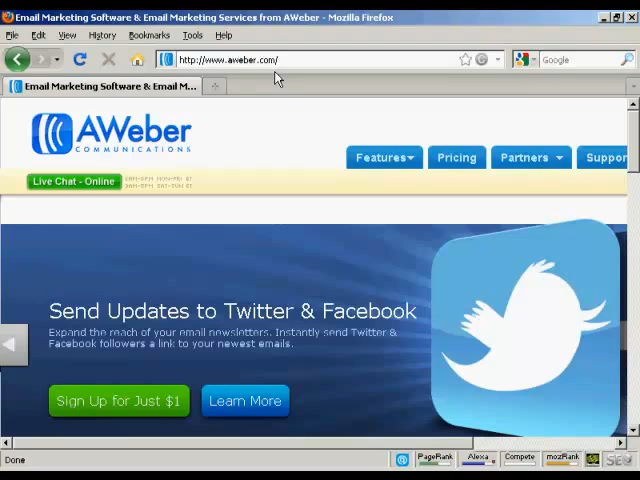 Email Marketing Software & Email Marketing Services from AWeber - Mozilla Firefox
File Edit View History Bookmarks Tools Help
http://www.aweber.com/
Google
Email Marketing Software & Email M...
AWeber
COMMUNICATIONS
Features Pricing Partners Suppor
Live Chat - Online
Send Updates to Twitter & Facebook
Expand the reach of your email newsletters. Instantly send Twitter &
Facebook followers a link to your newest emails.
Sign Up for Just $1 Learn More
Done
PageRank Alexa Compete mozRank